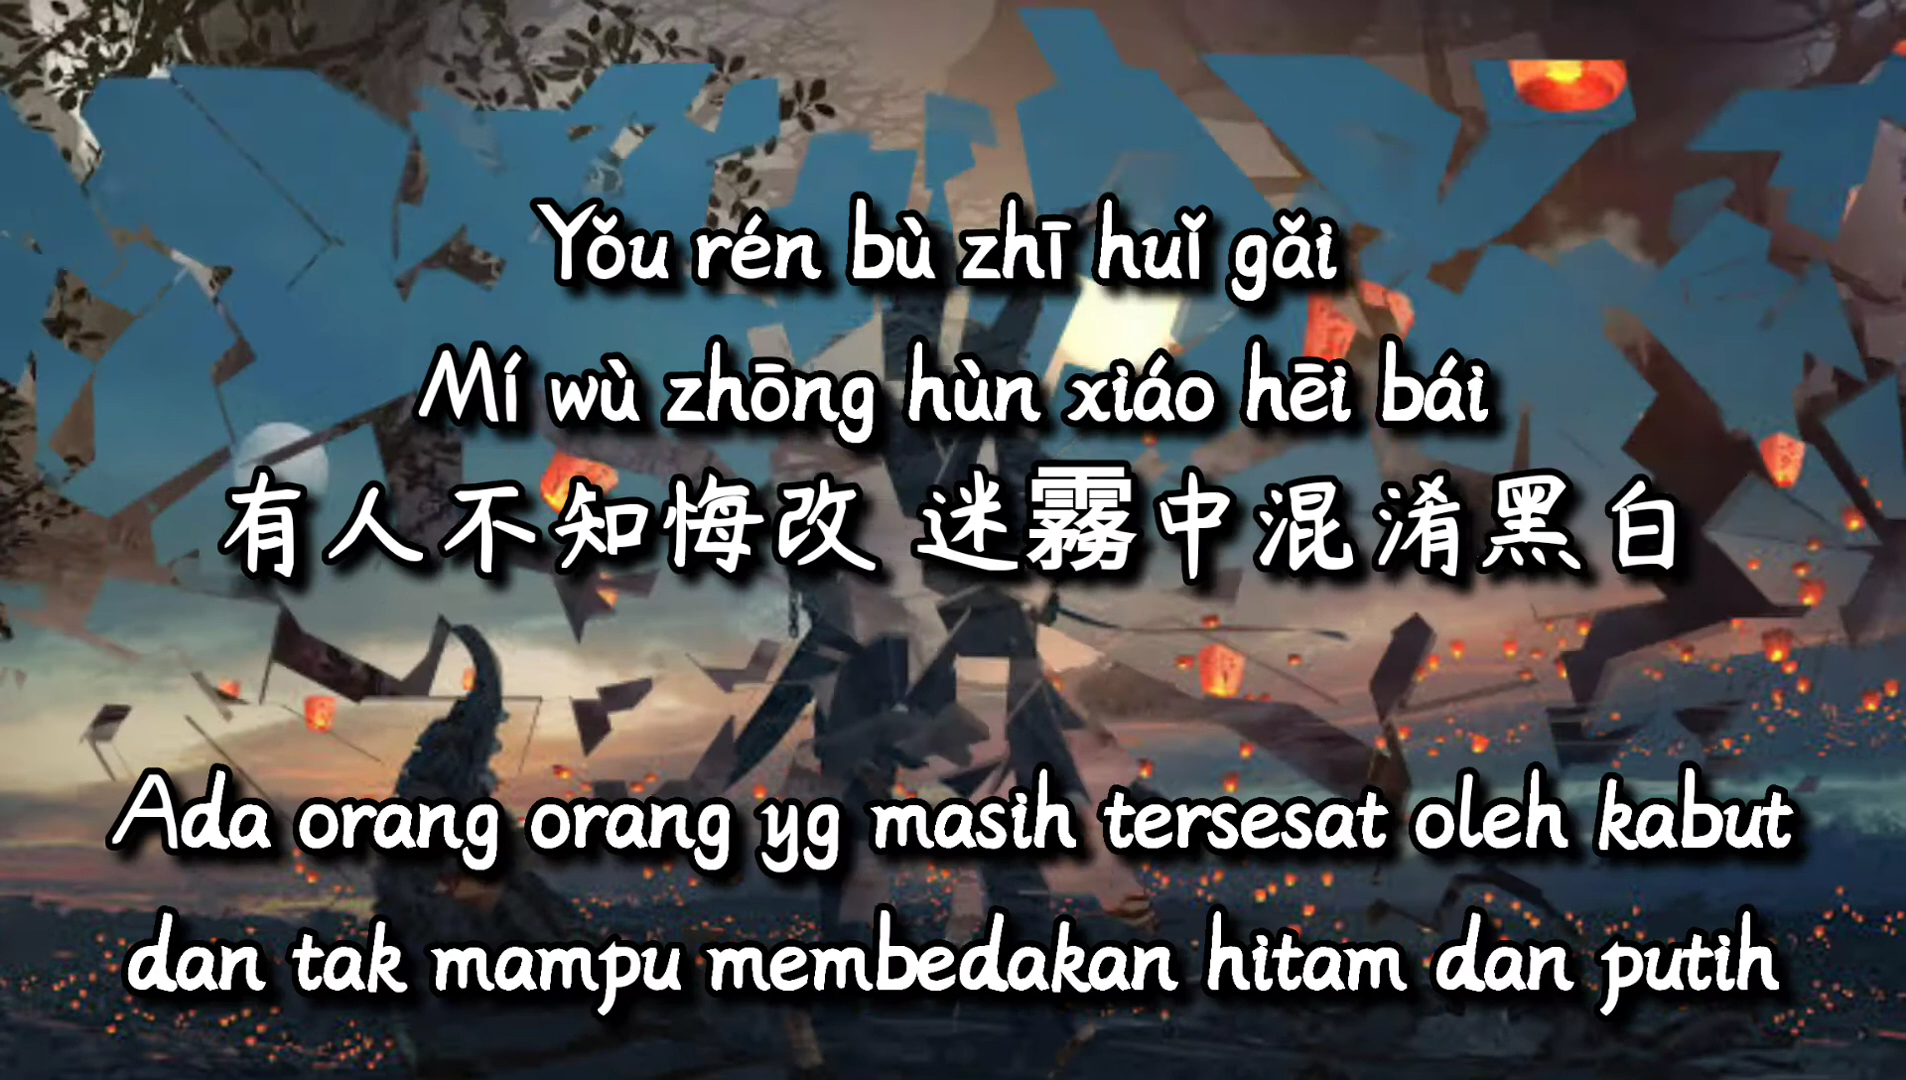 Yǒu rén bù zhī huǐ gǎi
Mí wù zhōng hùn xiáo hēi bái
有人不知悔改 迷霧中混淆黑白
Ada orang orang yg masih tersesat oleh kabut
dan tak mampu membedakan hitam dan putih